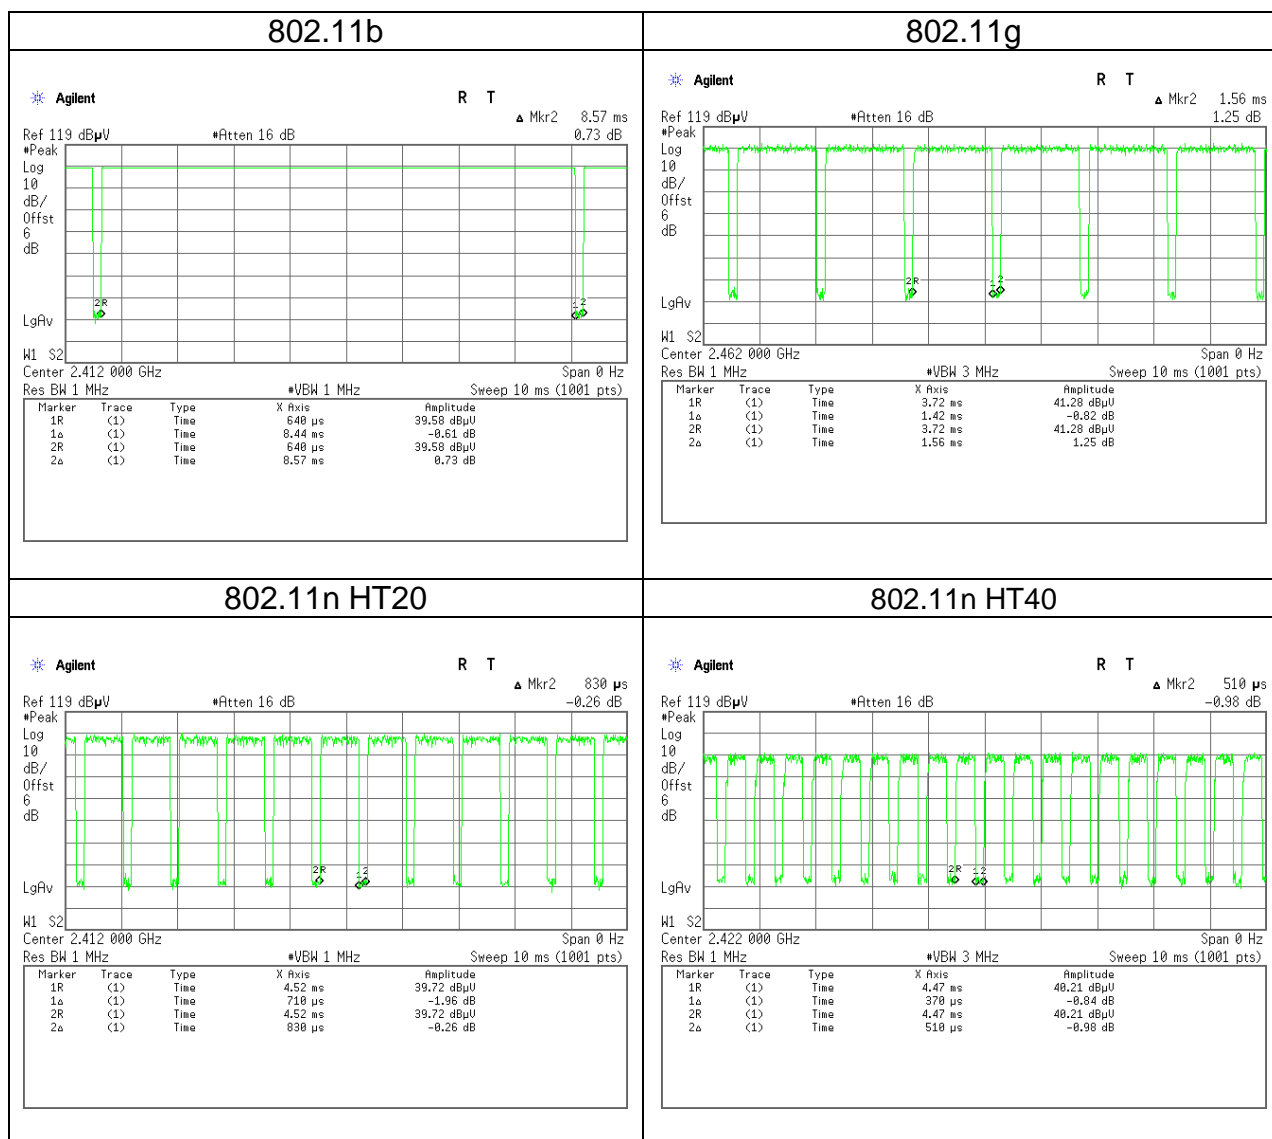 802.11b
Agilent
R T
Δ Mkr2 8.57 ms
Ref 119 dBµV #Atten 16 dB 0.73 dB
#Peak
Log
10
dB/
Offst
6
dB
2R
1 2
LgAv
W1 S2
Center 2.412 000 GHz Span 0 Hz
Res BW 1 MHz #VBW 1 MHz Sweep 10 ms (1001 pts)
Marker Trace Type X Axis Amplitude
1R (1) Time 640 µs 39.58 dBµV
1Δ (1) Time 8.44 ms -0.61 dB
2R (1) Time 640 µs 39.58 dBµV
2Δ (1) Time 8.57 ms 0.73 dB
802.11g
Agilent
R T
Δ Mkr2 1.56 ms
Ref 119 dBµV #Atten 16 dB 1.25 dB
#Peak
Log
10
dB/
Offst
6
dB
2R
1 2
LgAv
W1 S2
Center 2.462 000 GHz Span 0 Hz
Res BW 1 MHz #VBW 3 MHz Sweep 10 ms (1001 pts)
Marker Trace Type X Axis Amplitude
1R (1) Time 3.72 ms 41.28 dBµV
1Δ (1) Time 1.42 ms -0.82 dB
2R (1) Time 3.72 ms 41.28 dBµV
2Δ (1) Time 1.56 ms 1.25 dB
802.11n HT20
Agilent
R T
Δ Mkr2 830 µs
Ref 119 dBµV #Atten 16 dB -0.26 dB
#Peak
Log
10
dB/
Offst
6
dB
2R
1 2
LgAv
W1 S2
Center 2.412 000 GHz Span 0 Hz
Res BW 1 MHz #VBW 1 MHz Sweep 10 ms (1001 pts)
Marker Trace Type X Axis Amplitude
1R (1) Time 4.52 ms 39.72 dBµV
1Δ (1) Time 710 µs -1.96 dB
2R (1) Time 4.52 ms 39.72 dBµV
2Δ (1) Time 830 µs -0.26 dB
802.11n HT40
Agilent
R T
Δ Mkr2 510 µs
Ref 119 dBµV #Atten 16 dB -0.98 dB
#Peak
Log
10
dB/
Offst
6
dB
2R
1 2
LgAv
W1 S2
Center 2.422 000 GHz Span 0 Hz
Res BW 1 MHz #VBW 3 MHz Sweep 10 ms (1001 pts)
Marker Trace Type X Axis Amplitude
1R (1) Time 4.47 ms 40.21 dBµV
1Δ (1) Time 370 µs -0.84 dB
2R (1) Time 4.47 ms 40.21 dBµV
2Δ (1) Time 510 µs -0.98 dB